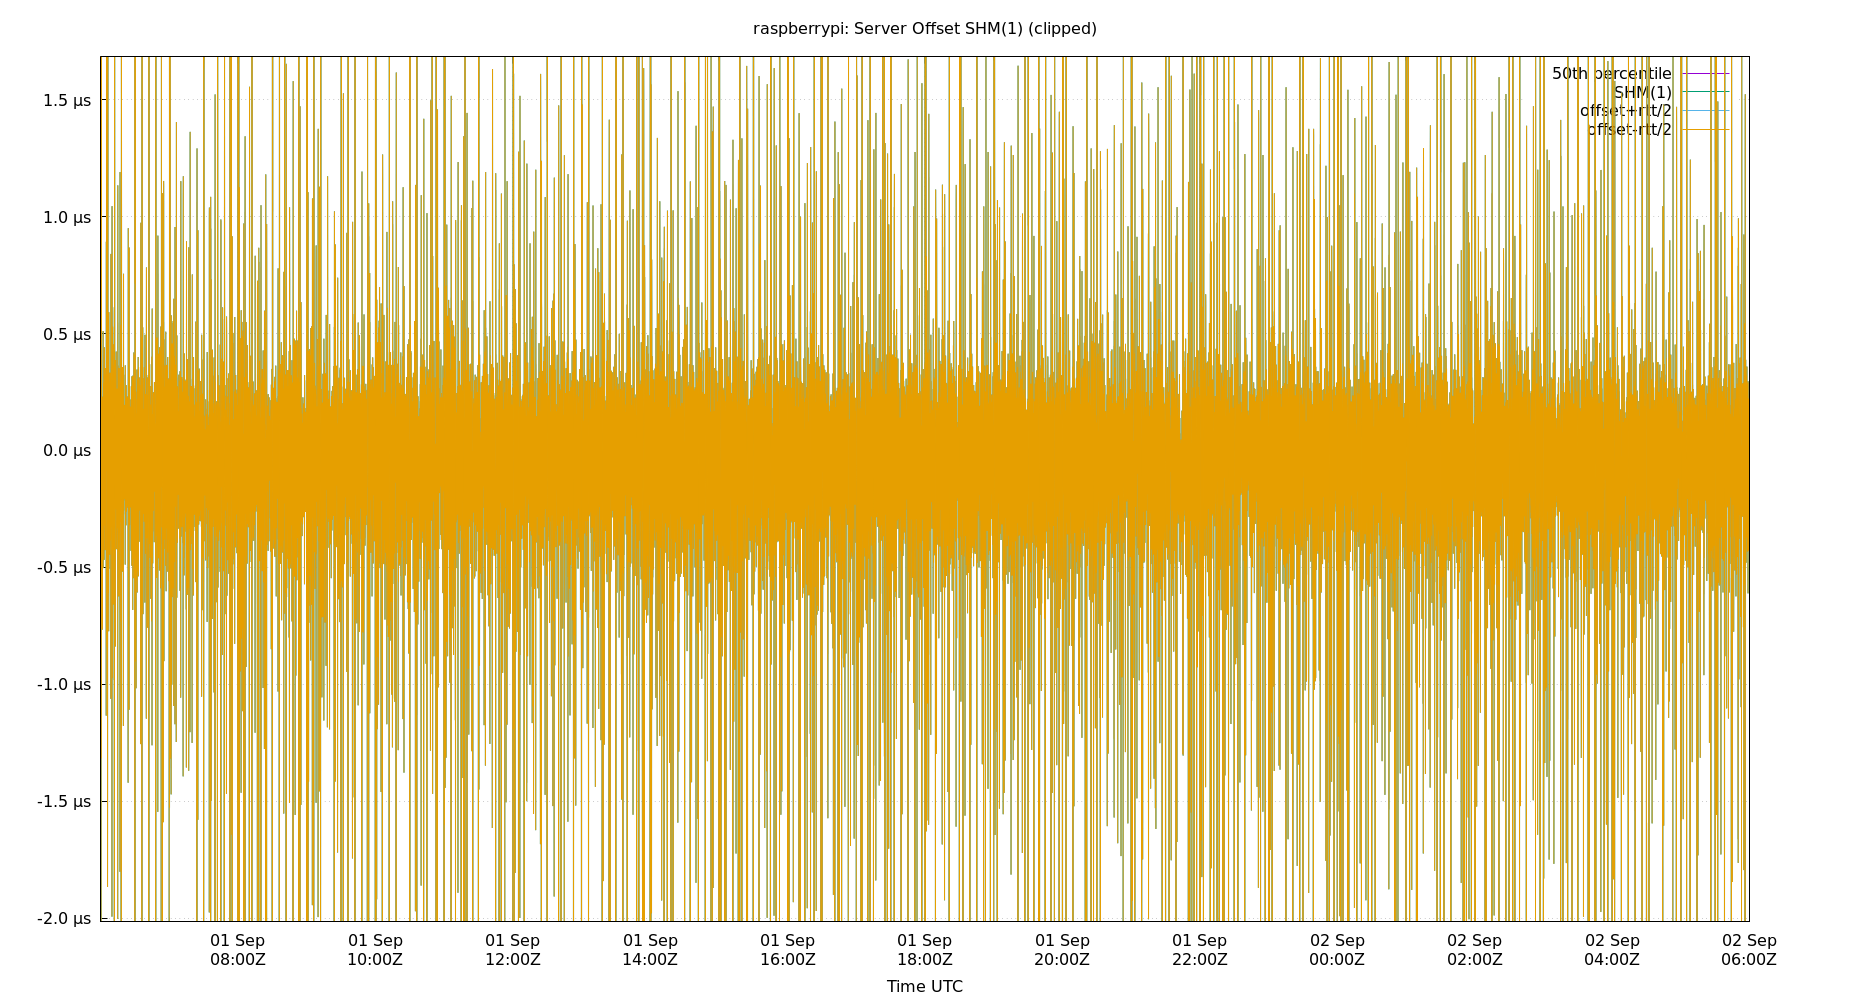 raspberrypi: Server Offset SHM(1) (clipped)
50th percentile
SHM(1)
offset+rtt/2
offset-rtt/2
1.5 µs
1.0 µs
0.5 µs
0.0 µs
-0.5 µs
-1.0 µs
-1.5 µs
-2.0 µs
01 Sep 01 Sep 01 Sep 01 Sep 01 Sep 01 Sep 01 Sep 01 Sep 02 Sep 02 Sep 02 Sep 02 Sep
08:00Z 10:00Z 12:00Z 14:00Z 16:00Z 18:00Z 20:00Z 22:00Z 00:00Z 02:00Z 04:00Z 06:00Z
Time UTC